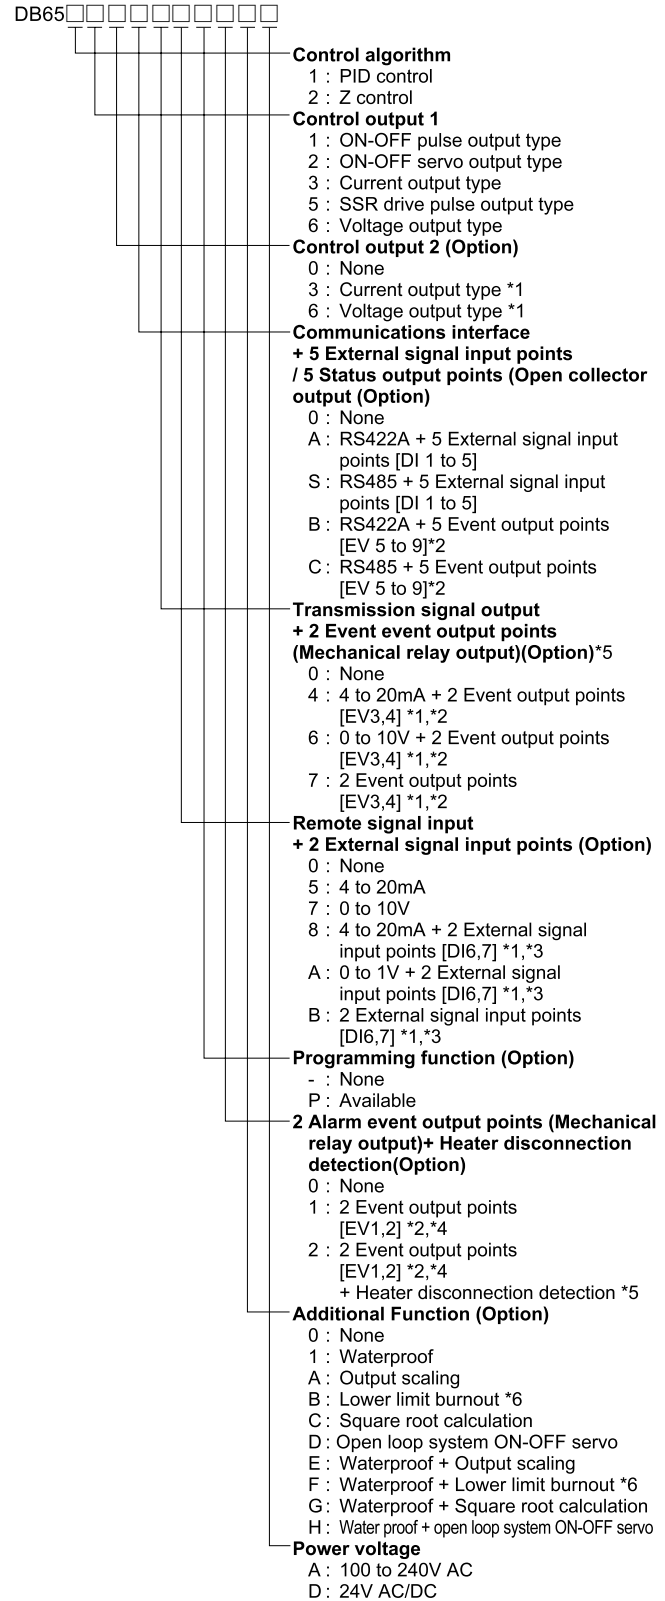 DB65□□□□□□□□□□
Control algorithm
1 : PID control
2 : Z control
Control output 1
1 : ON-OFF pulse output type
2 : ON-OFF servo output type
3 : Current output type
5 : SSR drive pulse output type
6 : Voltage output type
Control output 2 (Option)
0 : None
3 : Current output type *1
6 : Voltage output type *1
Communications interface
+ 5 External signal input points
/ 5 Status output points (Open collector
output (Option)
0 : None
A : RS422A + 5 External signal input
points [DI 1 to 5]
S : RS485 + 5 External signal input
points [DI 1 to 5]
B : RS422A + 5 Event output points
[EV 5 to 9]*2
C : RS485 + 5 Event output points
[EV 5 to 9]*2
Transmission signal output
+ 2 Event event output points
(Mechanical relay output)(Option)*5
0 : None
4 : 4 to 20mA + 2 Event output points
[EV3,4] *1,*2
6 : 0 to 10V + 2 Event output points
[EV3,4] *1,*2
7 : 2 Event output points
[EV3,4] *1,*2
Remote signal input
+ 2 External signal input points (Option)
0 : None
5 : 4 to 20mA
7 : 0 to 10V
8 : 4 to 20mA + 2 External signal
input points [DI6,7] *1,*3
A : 0 to 1V + 2 External signal
input points [DI6,7] *1,*3
B : 2 External signal input points
[DI6,7] *1,*3
Programming function (Option)
- : None
P : Available
2 Alarm event output points (Mechanical
relay output)+ Heater disconnection
detection(Option)
0 : None
1 : 2 Event output points
[EV1,2] *2,*4
2 : 2 Event output points
[EV1,2] *2,*4
+ Heater disconnection detection *5
Additional Function (Option)
0 : None
1 : Waterproof
A : Output scaling
B : Lower limit burnout *6
C : Square root calculation
D : Open loop system ON-OFF servo
E : Waterproof + Output scaling
F : Waterproof + Lower limit burnout *6
G : Waterproof + Square root calculation
H : Water proof + open loop system ON-OFF servo
Power voltage
A : 100 to 240V AC
D : 24V AC/DC